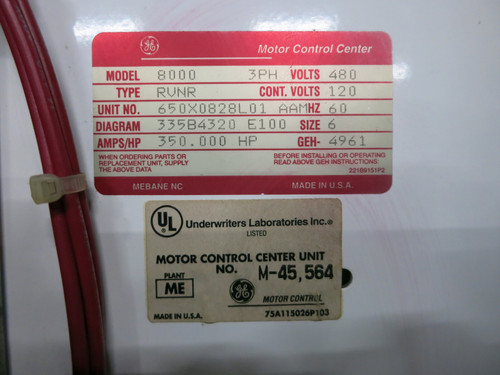 GE Motor Control Center
MODEL 8000 3PH VOLTS 480
TYPE RVNR CONT. VOLTS 120
UNIT NO. 650X0828L01 AAM HZ 60
DIAGRAM 335B4320 E100 SIZE 6
AMPS/HP 350.000 HP GEH- 4961
WHEN ORDERING PARTS OR BEFORE INSTALLING OR OPERATING
REPLACEMENT UNIT, SUPPLY READ ABOVE GEH INSTRUCTIONS
THE ABOVE DATA 221B8151P2
MEBANE NC MADE IN U.S.A.
UL Underwriters Laboratories Inc.®
LISTED
MOTOR CONTROL CENTER UNIT
PLANT NO. M-45,564
ME GE MOTOR CONTROL
MADE IN U.S.A. 75A115026P103